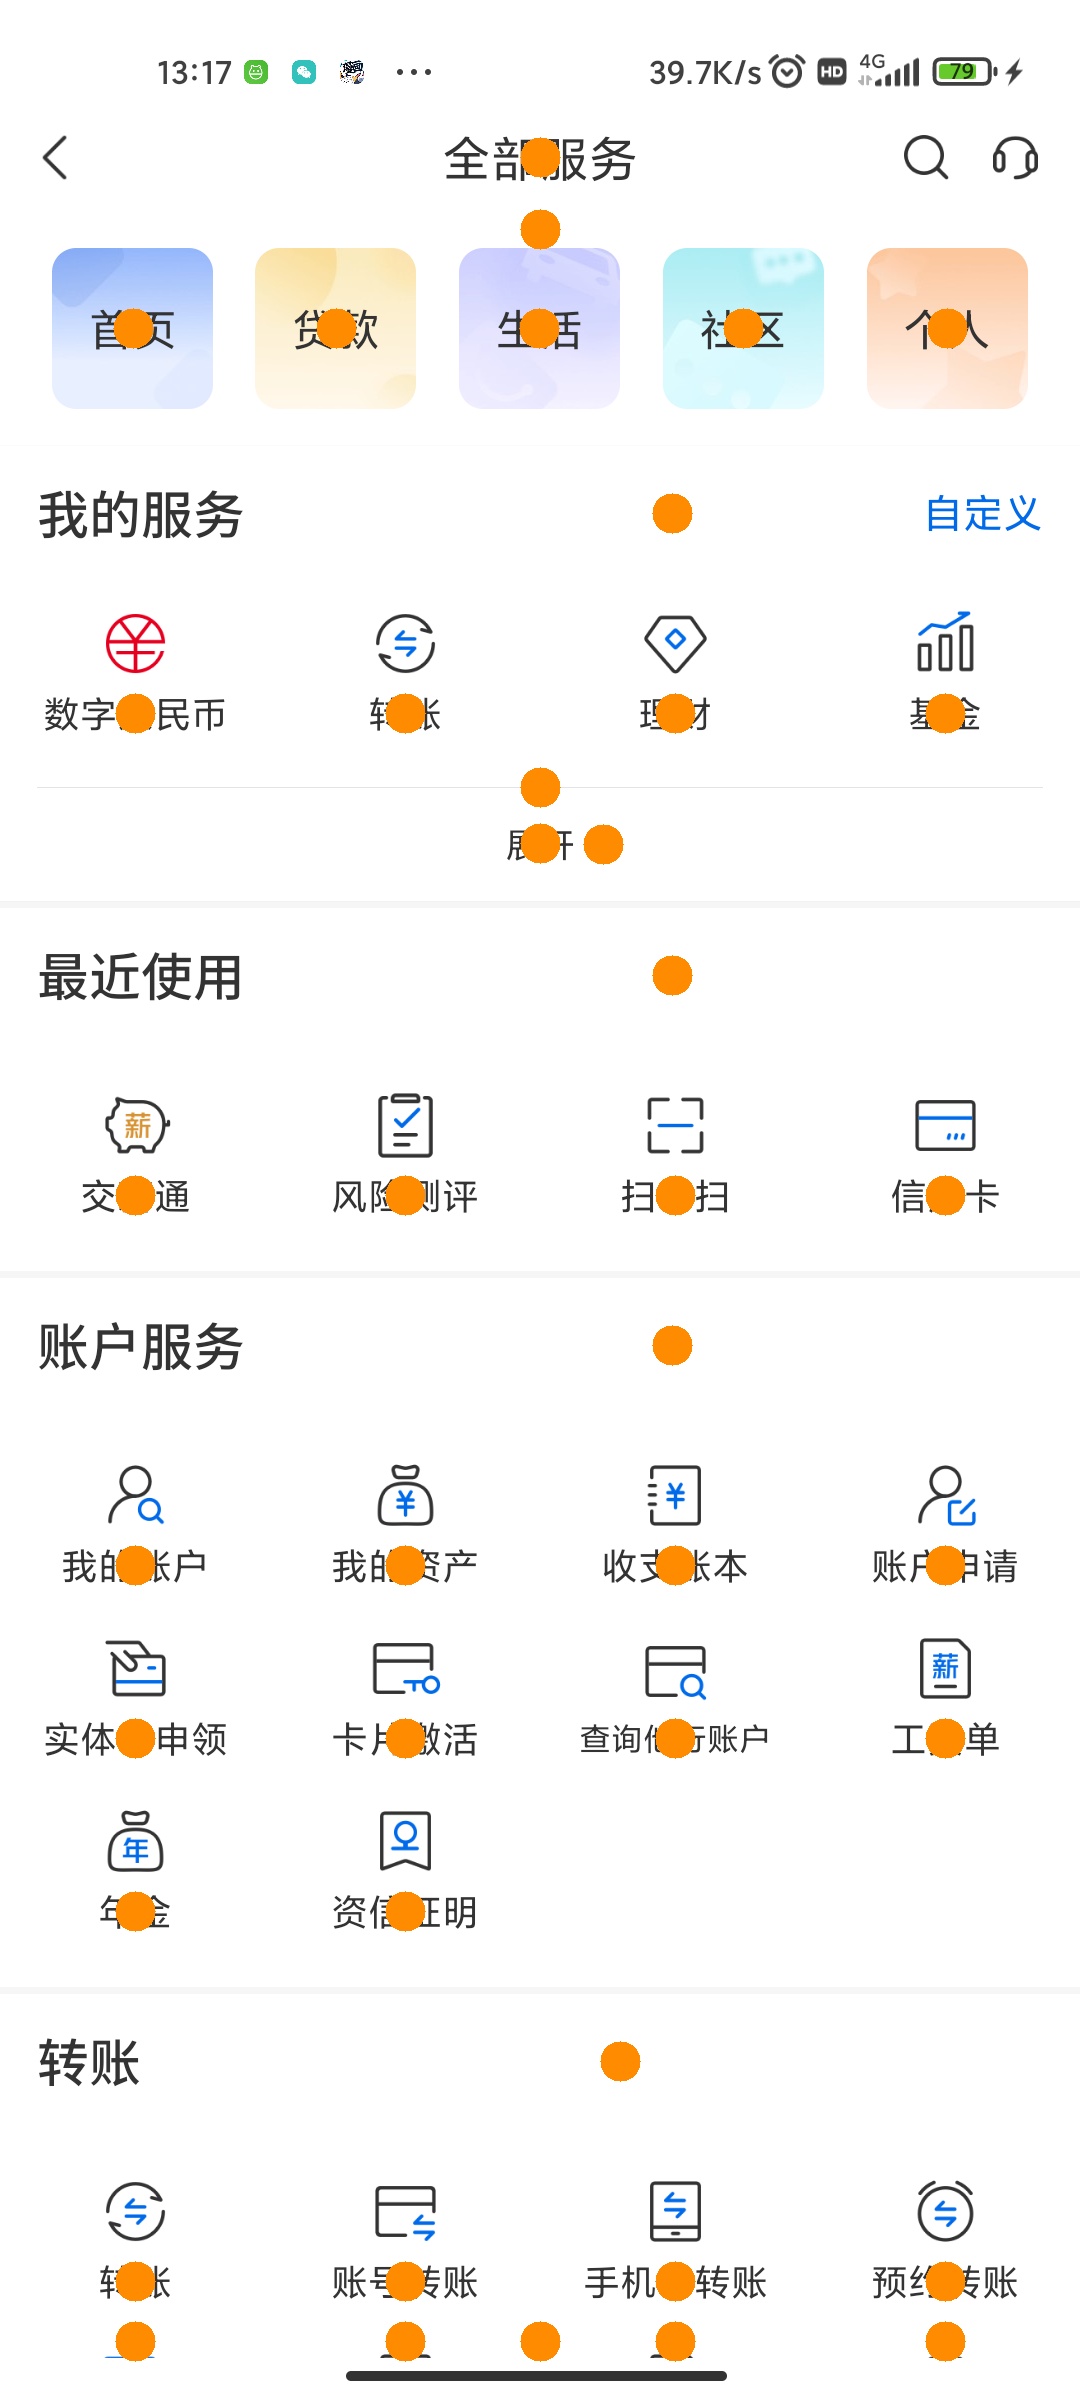 13:17
39.7K/s HD 4G 79
全部服务
首页 贷款 生活 社区 个人
我的服务 自定义
数字人民币 转账 理财 基金
展开
最近使用
薪
风险测评 扫一扫 信用卡
账户服务
我的账户 我的资产 收支账本 账户申请
薪
实体卡申领 卡片激活 查询他行账户 工资单
年
年金 资信证明
转账
转账 账号转账 手机号转账 预约转账